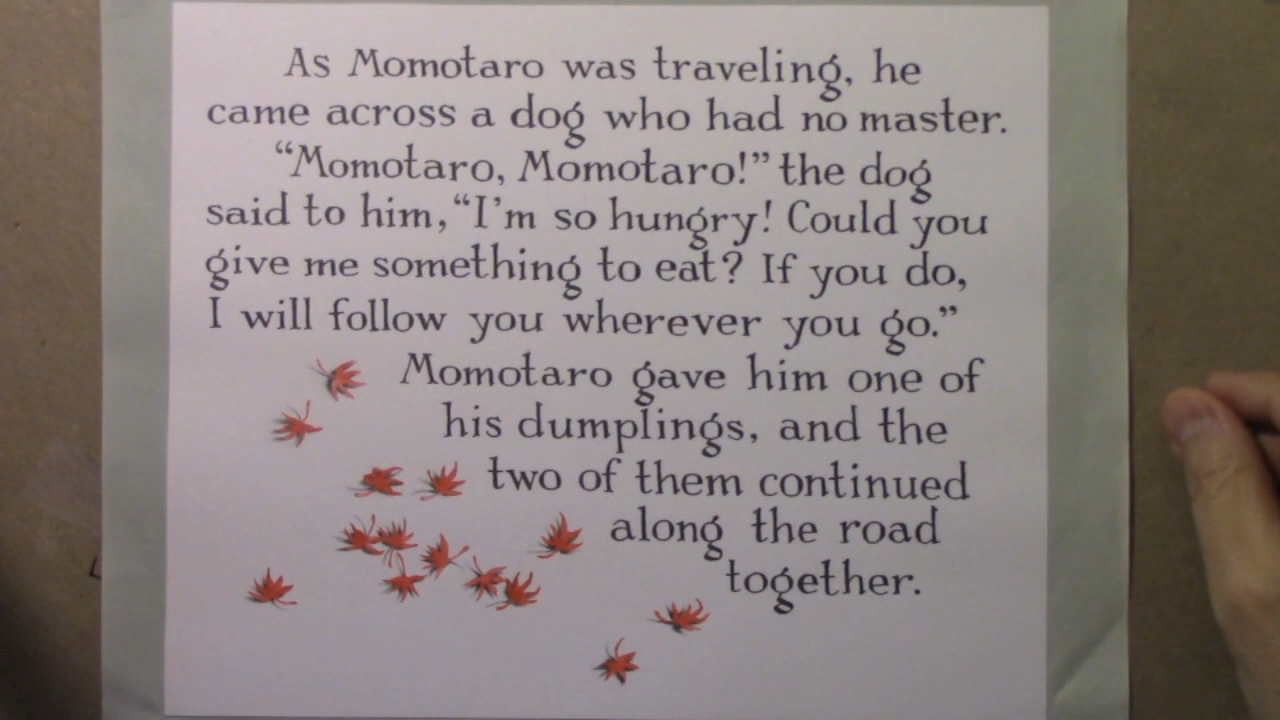 As Momotaro was traveling, he
came across a dog who had no master.
“Momotaro, Momotaro!” the dog
said to him, “I’m so hungry! Could you
give me something to eat? If you do,
I will follow you wherever you go.”
Momotaro gave him one of
his dumplings, and the
two of them continued
along the road
together.